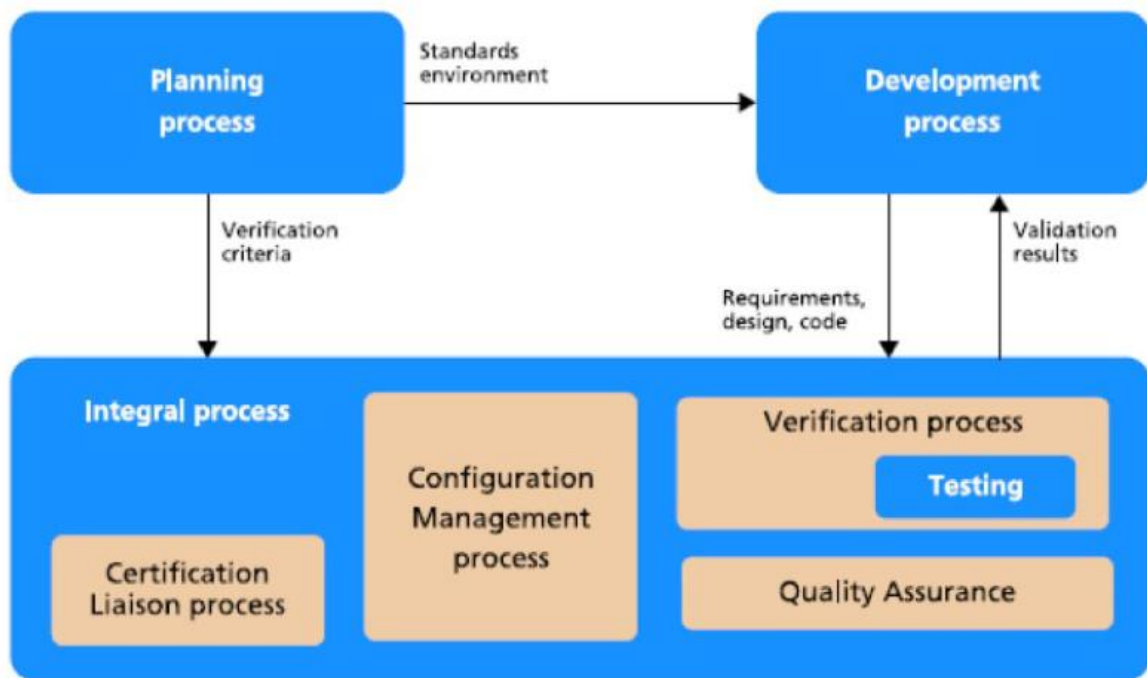 Planning
process
Standards
environment
Development
process
Verification
criteria
Validation
results
Requirements,
design, code
Integral process
Configuration
Management
process
Verification process
Testing
Certification
Liaison process
Quality Assurance